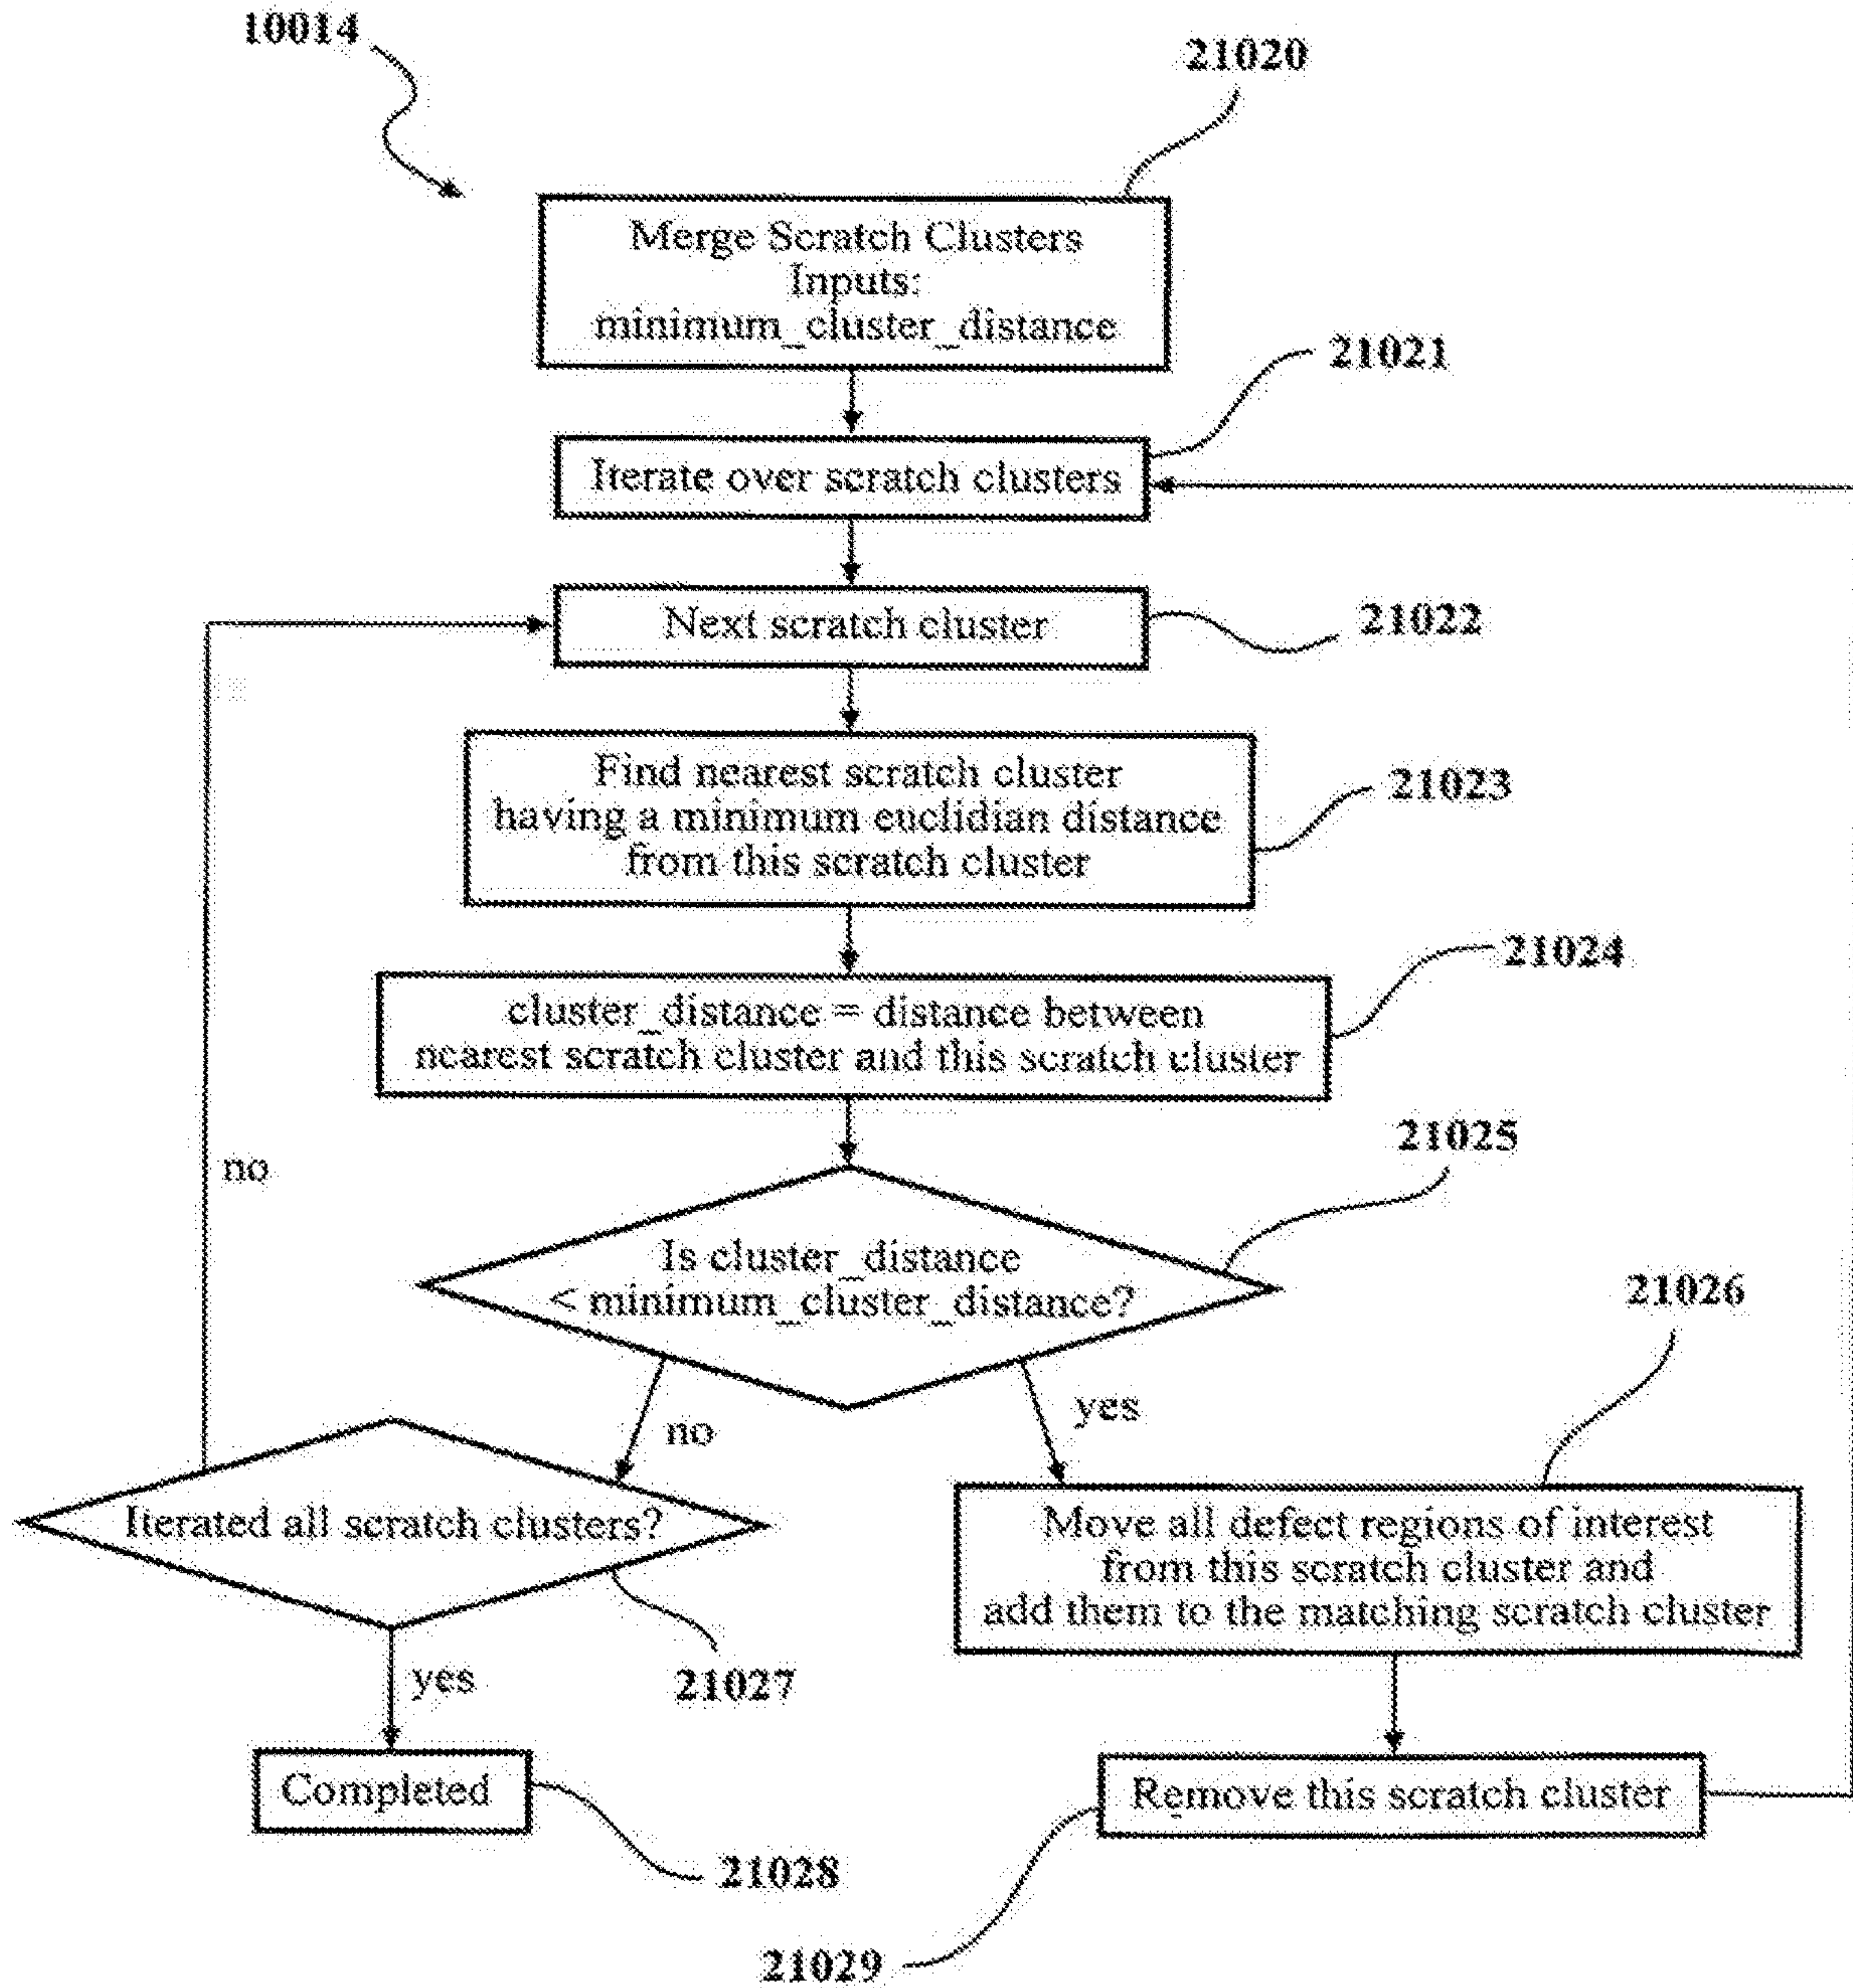 10014
21020
Merge Scratch Clusters
Inputs:
minimum_cluster_distance
21021
Iterate over scratch clusters
Next scratch cluster
21022
Find nearest scratch cluster
having a minimum euclidian distance
from this scratch cluster
21023
21024
cluster_distance = distance between
nearest scratch cluster and this scratch cluster
21025
no
Is cluster_distance
< minimum_cluster_distance?
21026
yes
no
Iterated all scratch clusters?
Move all defect regions of interest
from this scratch cluster and
add them to the matching scratch cluster
21027
yes
Completed
Remove this scratch cluster
21028
21029